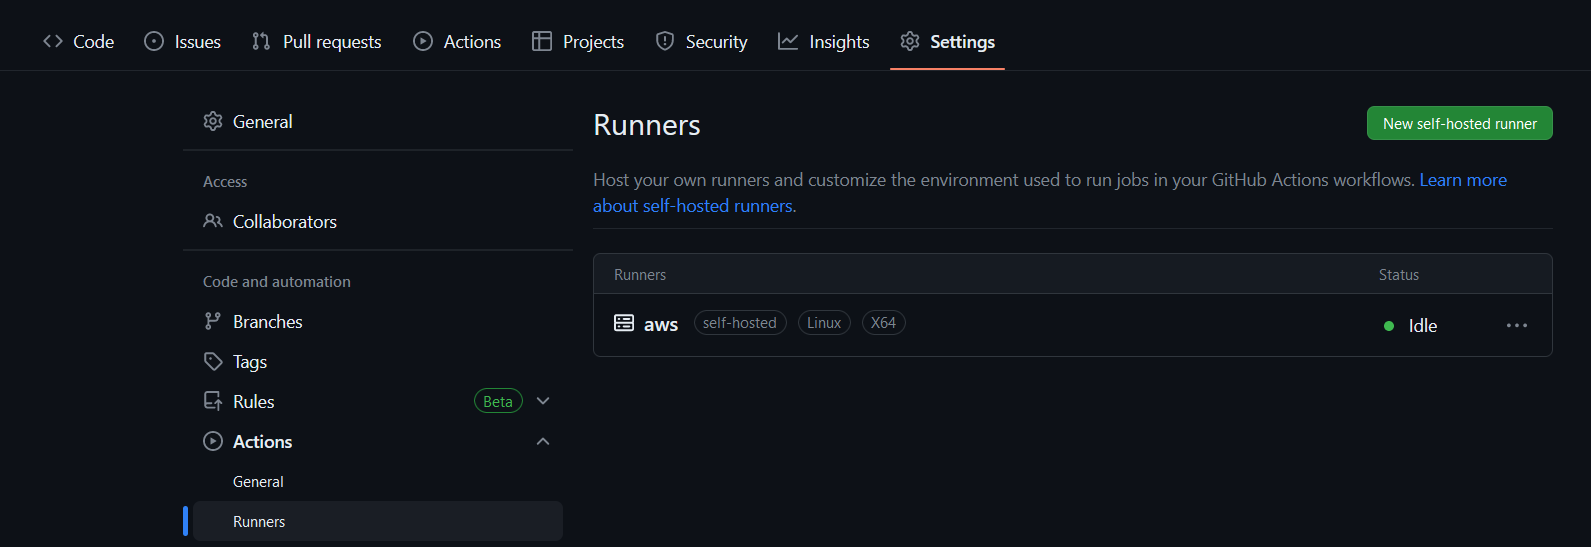 Code Issues Pull requests Actions Projects Security Insights Settings
General
Access
Collaborators
Code and automation
Branches
Tags
Rules Beta
Actions
General
Runners
Runners
New self-hosted runner
Host your own runners and customize the environment used to run jobs in your GitHub Actions workflows. Learn more
about self-hosted runners.
Runners Status
aws self-hosted Linux X64 Idle